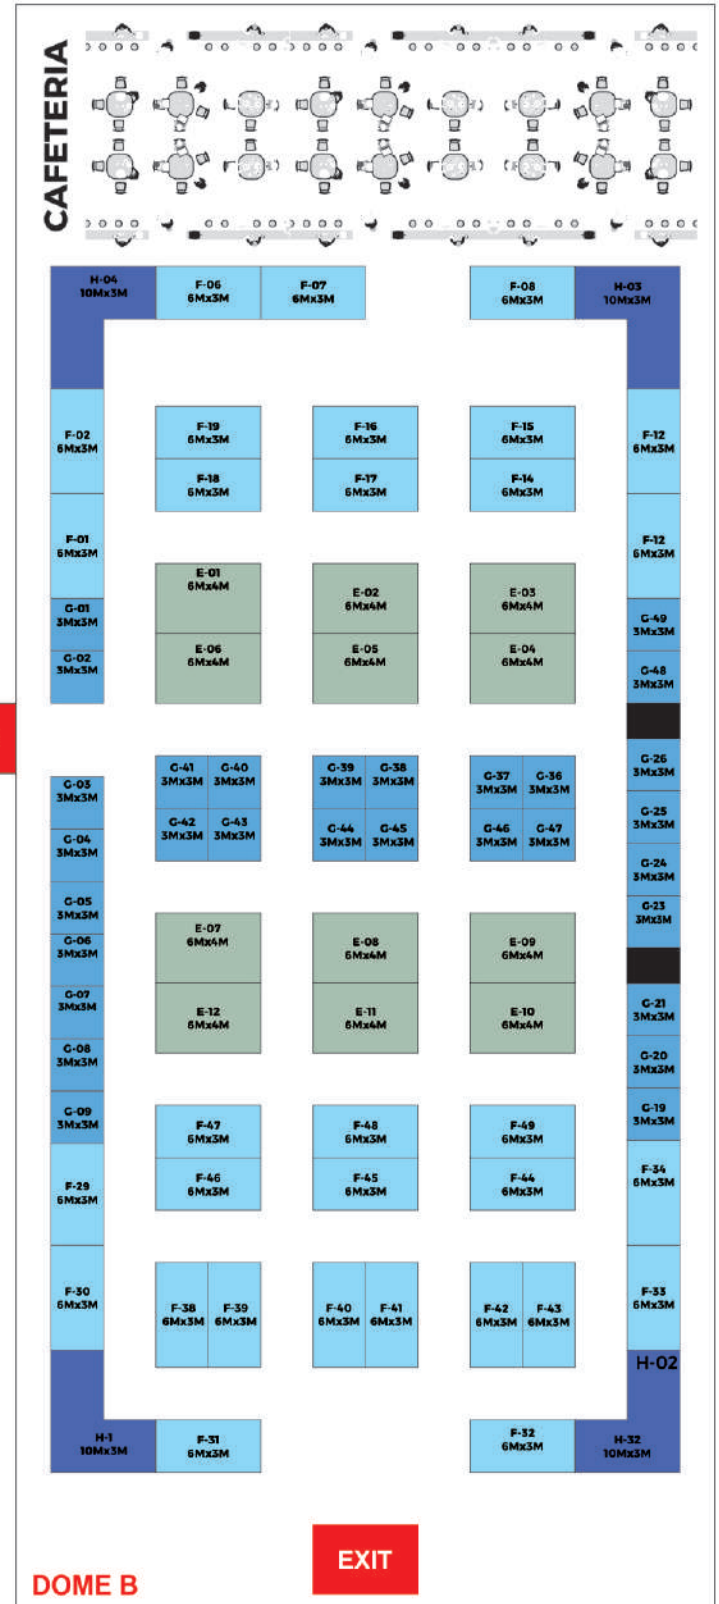 CAFETERIA
H-04
10Mx3M
F-06
6Mx3M
F-07
6Mx3M
F-08
6Mx3M
H-03
10Mx3M
F-02
6Mx3M
F-19
6Mx3M
F-16
6Mx3M
F-15
6Mx3M
F-12
6Mx3M
F-18
6Mx3M
F-17
6Mx3M
F-14
6Mx3M
F-01
6Mx3M
F-12
6Mx3M
E-01
6Mx4M
E-02
6Mx4M
E-03
6Mx4M
G-01
3Mx3M
G-49
3Mx3M
G-02
3Mx3M
E-06
6Mx4M
E-05
6Mx4M
E-04
6Mx4M
G-48
3Mx3M
G-03
3Mx3M
G-41
3Mx3M
G-40
3Mx3M
G-39
3Mx3M
G-38
3Mx3M
G-37
3Mx3M
G-36
3Mx3M
G-26
3Mx3M
G-04
3Mx3M
G-42
3Mx3M
G-43
3Mx3M
G-44
3Mx3M
G-45
3Mx3M
G-46
3Mx3M
G-47
3Mx3M
G-25
3Mx3M
G-24
3Mx3M
G-05
3Mx3M
G-23
3Mx3M
G-06
3Mx3M
E-07
6Mx4M
E-08
6Mx4M
E-09
6Mx4M
G-07
3Mx3M
E-12
6Mx4M
E-11
6Mx4M
E-10
6Mx4M
G-21
3Mx3M
G-08
3Mx3M
G-20
3Mx3M
G-09
3Mx3M
F-47
6Mx3M
F-48
6Mx3M
F-49
6Mx3M
G-19
3Mx3M
F-29
6Mx3M
F-46
6Mx3M
F-45
6Mx3M
F-44
6Mx3M
F-34
6Mx3M
F-30
6Mx3M
F-38
6Mx3M
F-39
6Mx3M
F-40
6Mx3M
F-41
6Mx3M
F-42
6Mx3M
F-43
6Mx3M
F-33
6Mx3M
H-02
H-1
10Mx3M
F-31
6Mx3M
F-32
6Mx3M
H-32
10Mx3M
EXIT
DOME B